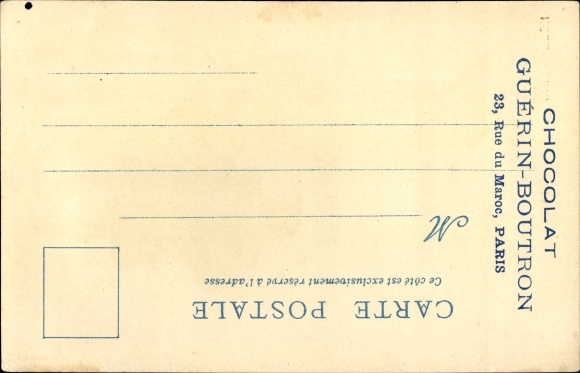 CARTE POSTALE
Ce côté est exclusivement réservé à l'adresse
M
CHOCOLAT
GUÉRIN-BOUTRON
23, Rue du Maroc, PARIS